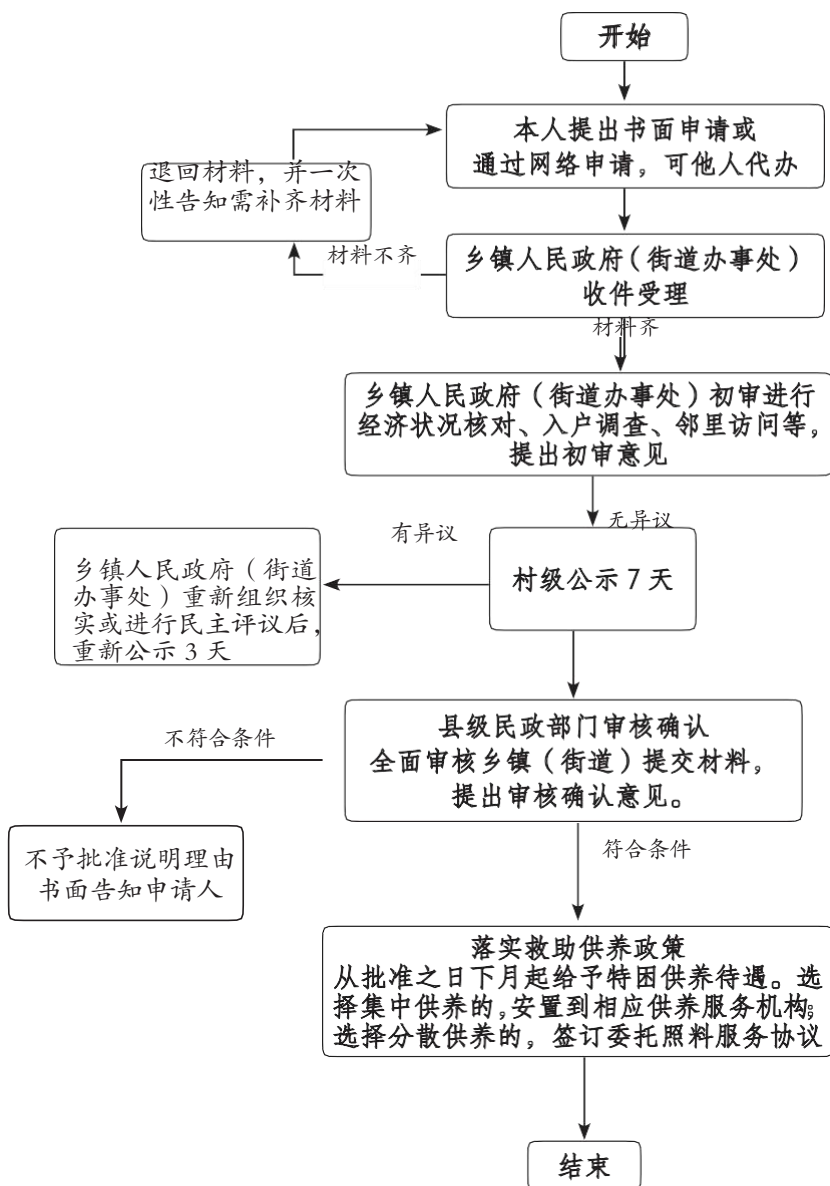 开始
本人提出书面申请或
通过网络申请，可他人代办
退回材料，并一次
性告知需补齐材料
材料不齐
乡镇人民政府（街道办事处）
收件受理
材料齐
乡镇人民政府（街道办事处）初审进行
经济状况核对、入户调查、邻里访问等，
提出初审意见
无异议
有异议
村级公示 7 天
乡镇人民政府（街道
办事处）重新组织核
实或进行民主评议后，
重新公示 3 天
县级民政部门审核确认
全面审核乡镇（街道）提交材料，
提出审核确认意见。
不符合条件
不予批准说明理由
书面告知申请人
符合条件
落实救助供养政策
从批准之日下月起给予特困供养待遇。选
择集中供养的，安置到相应供养服务机构；
选择分散供养的，签订委托照料服务协议
结束